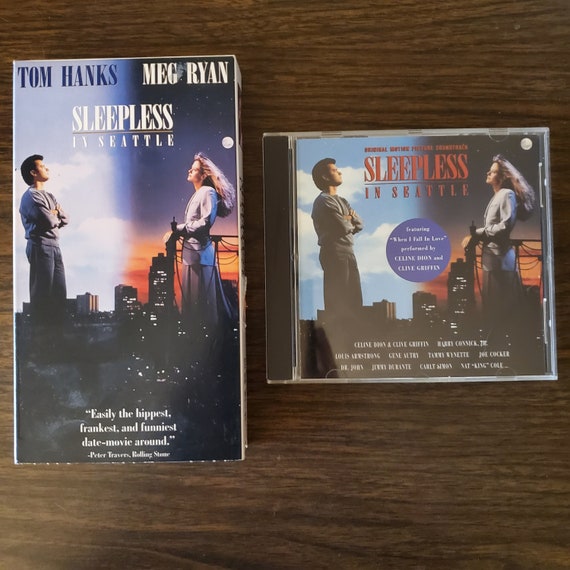 TOM HANKS MEG RYAN
SLEEPLESS
IN SEATTLE
"Easily the hippest,
frankest, and funniest
date-movie around."
-Peter Travers, Rolling Stone
ORIGINAL MOTION PICTURE SOUNDTRACK
SLEEPLESS
IN SEATTLE
featuring
"When I Fall In Love"
performed by
CELINE DION and
CLIVE GRIFFIN
CELINE DION & CLIVE GRIFFIN HARRY CONNICK, JR.
LOUIS ARMSTRONG GENE AUTRY TAMMY WYNETTE JOE COCKER
DR. JOHN JIMMY DURANTE CARLY SIMON NAT "KING" COLE...